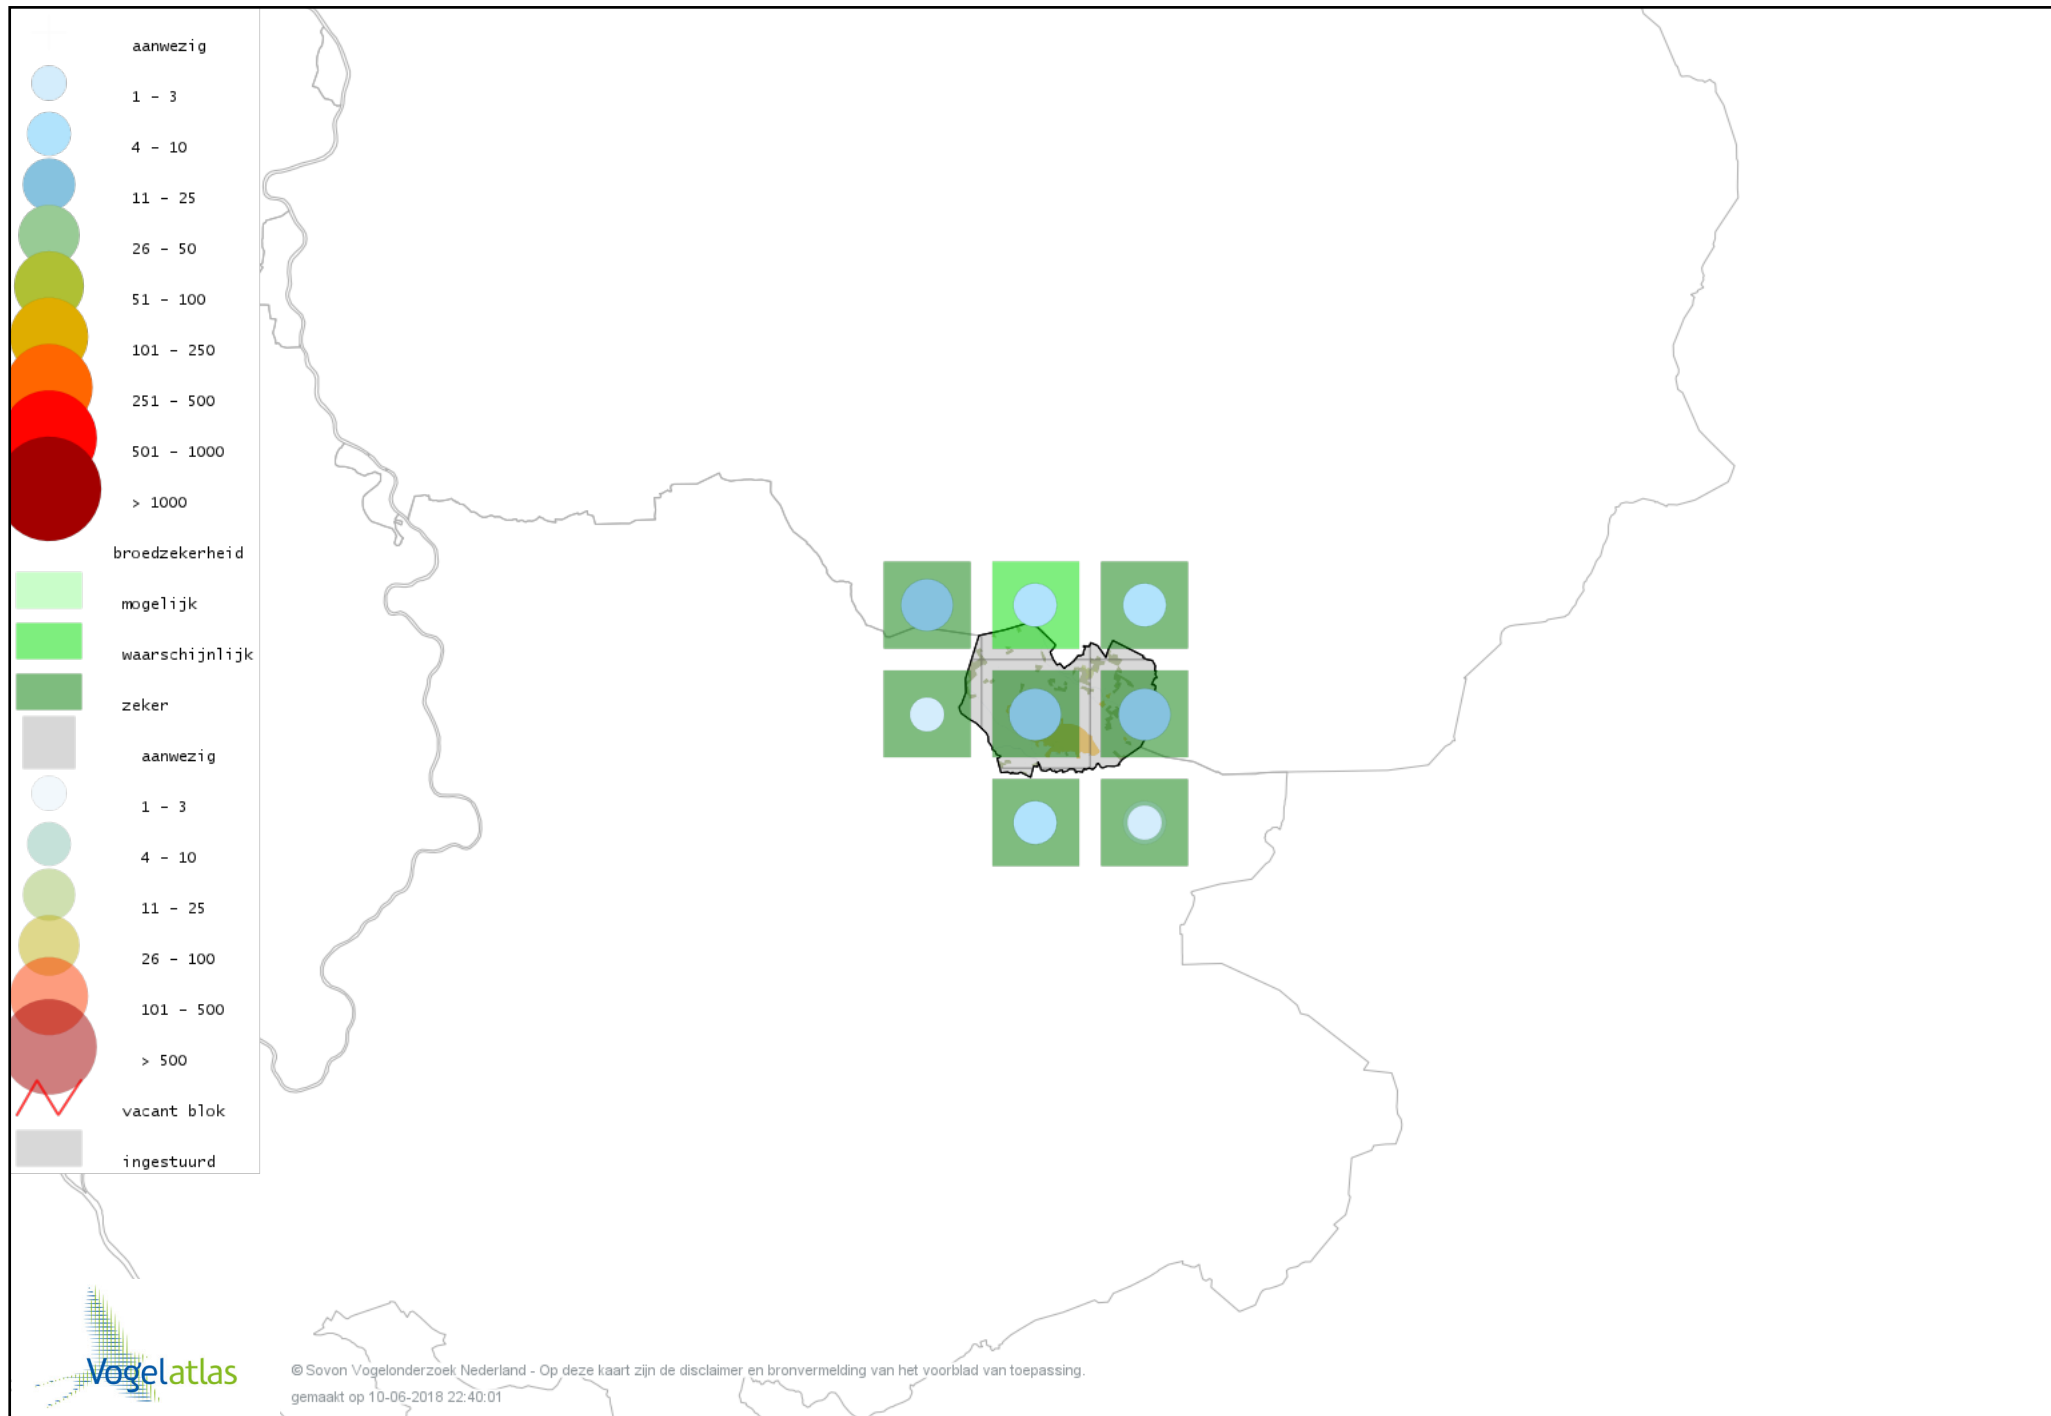 aanwezig
1 - 3
4 - 10
11 - 25
26 - 50
51 - 100
101 - 250
251 - 500
501 - 1000
> 1000
broedzekerheid
mogelijk
waarschijnlijk
zeker
aanwezig
1 - 3
4 - 10
11 - 25
26 - 100
101 - 500
> 500
vacant blok
ingestuurd
Vogelatlas
© Sovon Vogelonderzoek Nederland - Op deze kaart zijn de disclaimer en bronvermelding van het voorblad van toepassing.
gemaakt op 10-06-2018 22:40:01